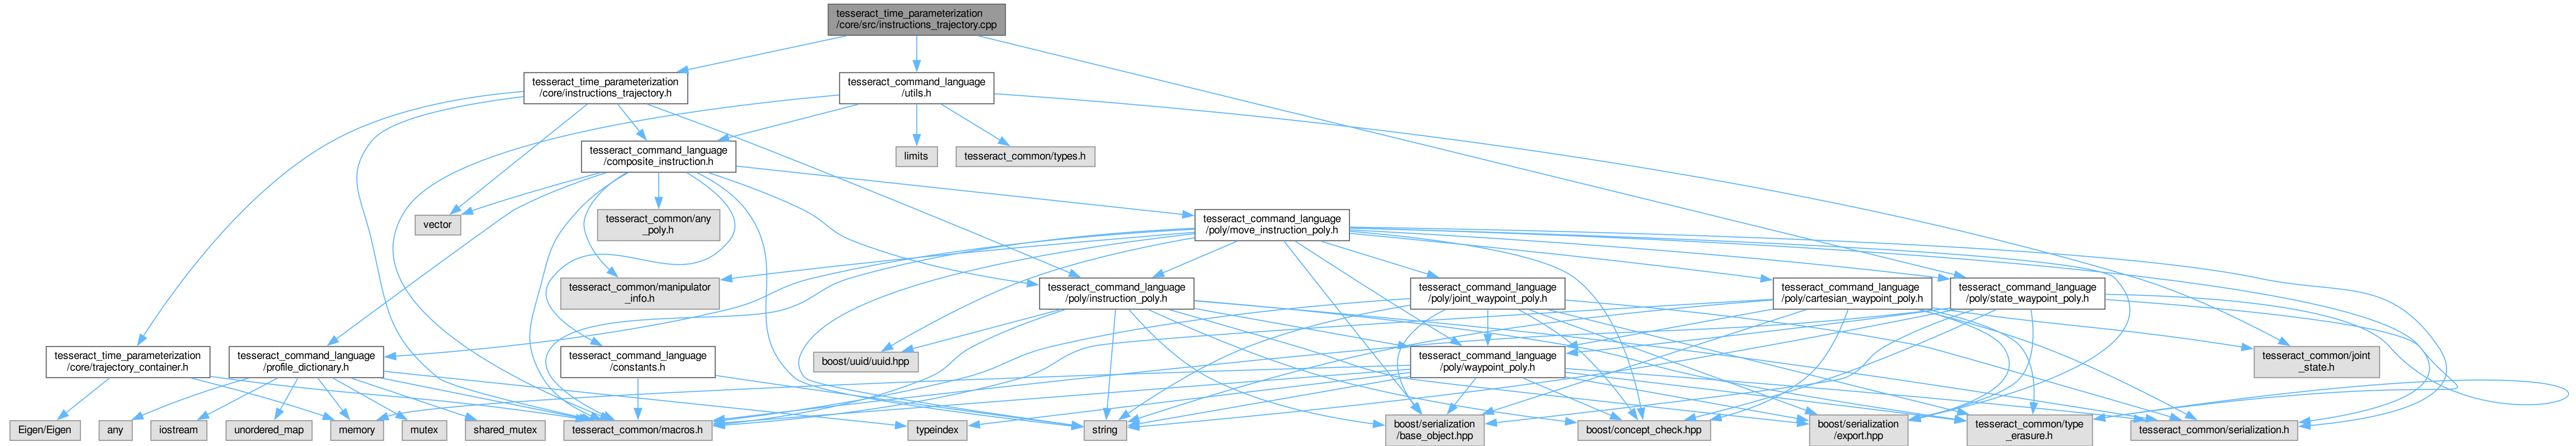 tesseract_time_parameterization
/core/src/instructions_trajectory.cpp
tesseract_time_parameterization
/core/instructions_trajectory.h
tesseract_command_language
/utils.h
tesseract_command_language
/composite_instruction.h
limits
tesseract_common/types.h
vector
tesseract_common/any
_poly.h
tesseract_command_language
/poly/move_instruction_poly.h
tesseract_common/manipulator
_info.h
tesseract_command_language
/poly/instruction_poly.h
tesseract_command_language
/poly/joint_waypoint_poly.h
tesseract_command_language
/poly/cartesian_waypoint_poly.h
tesseract_command_language
/poly/state_waypoint_poly.h
tesseract_time_parameterization
/core/trajectory_container.h
tesseract_command_language
/profile_dictionary.h
tesseract_command_language
/constants.h
boost/uuid/uuid.hpp
tesseract_command_language
/poly/waypoint_poly.h
tesseract_common/joint
_state.h
Eigen/Eigen
any
iostream
unordered_map
memory
mutex
shared_mutex
tesseract_common/macros.h
typeindex
string
boost/serialization
/base_object.hpp
boost/concept_check.hpp
boost/serialization
/export.hpp
tesseract_common/type
_erasure.h
tesseract_common/serialization.h